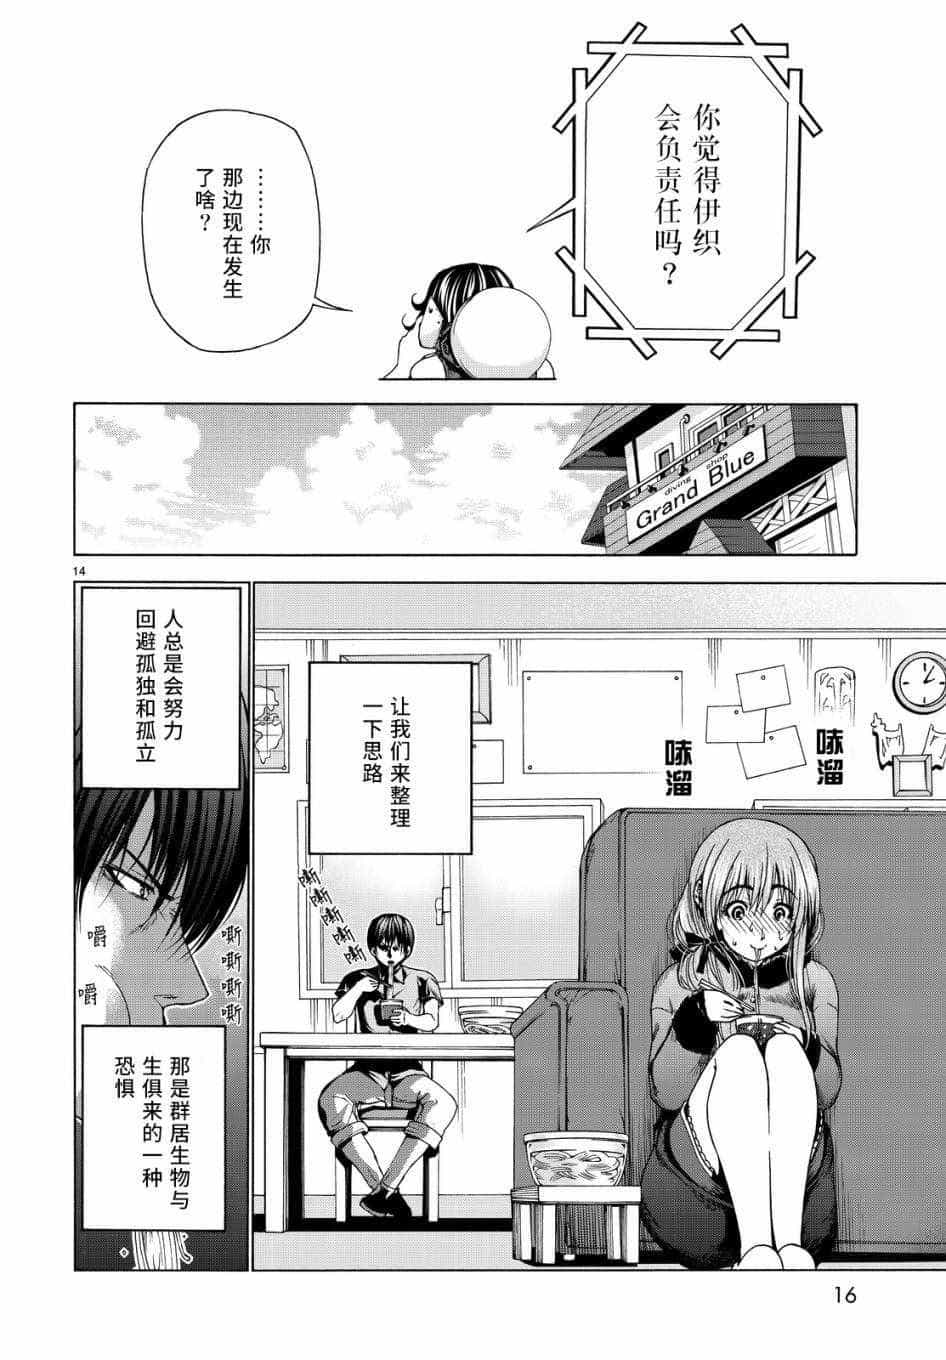 你觉得伊织
会负责任吗？
………你
那边现在发生
了啥？
diving shop
Grand Blue
14
让我们来整理
一下思路
哧溜
哧溜
嘶嘶嘶嘶嘶
人总是会努力
回避孤独和孤立
嚼
嚼
嘶嘶嘶嘶
那是群居生物与
生俱来的一种
恐惧
16